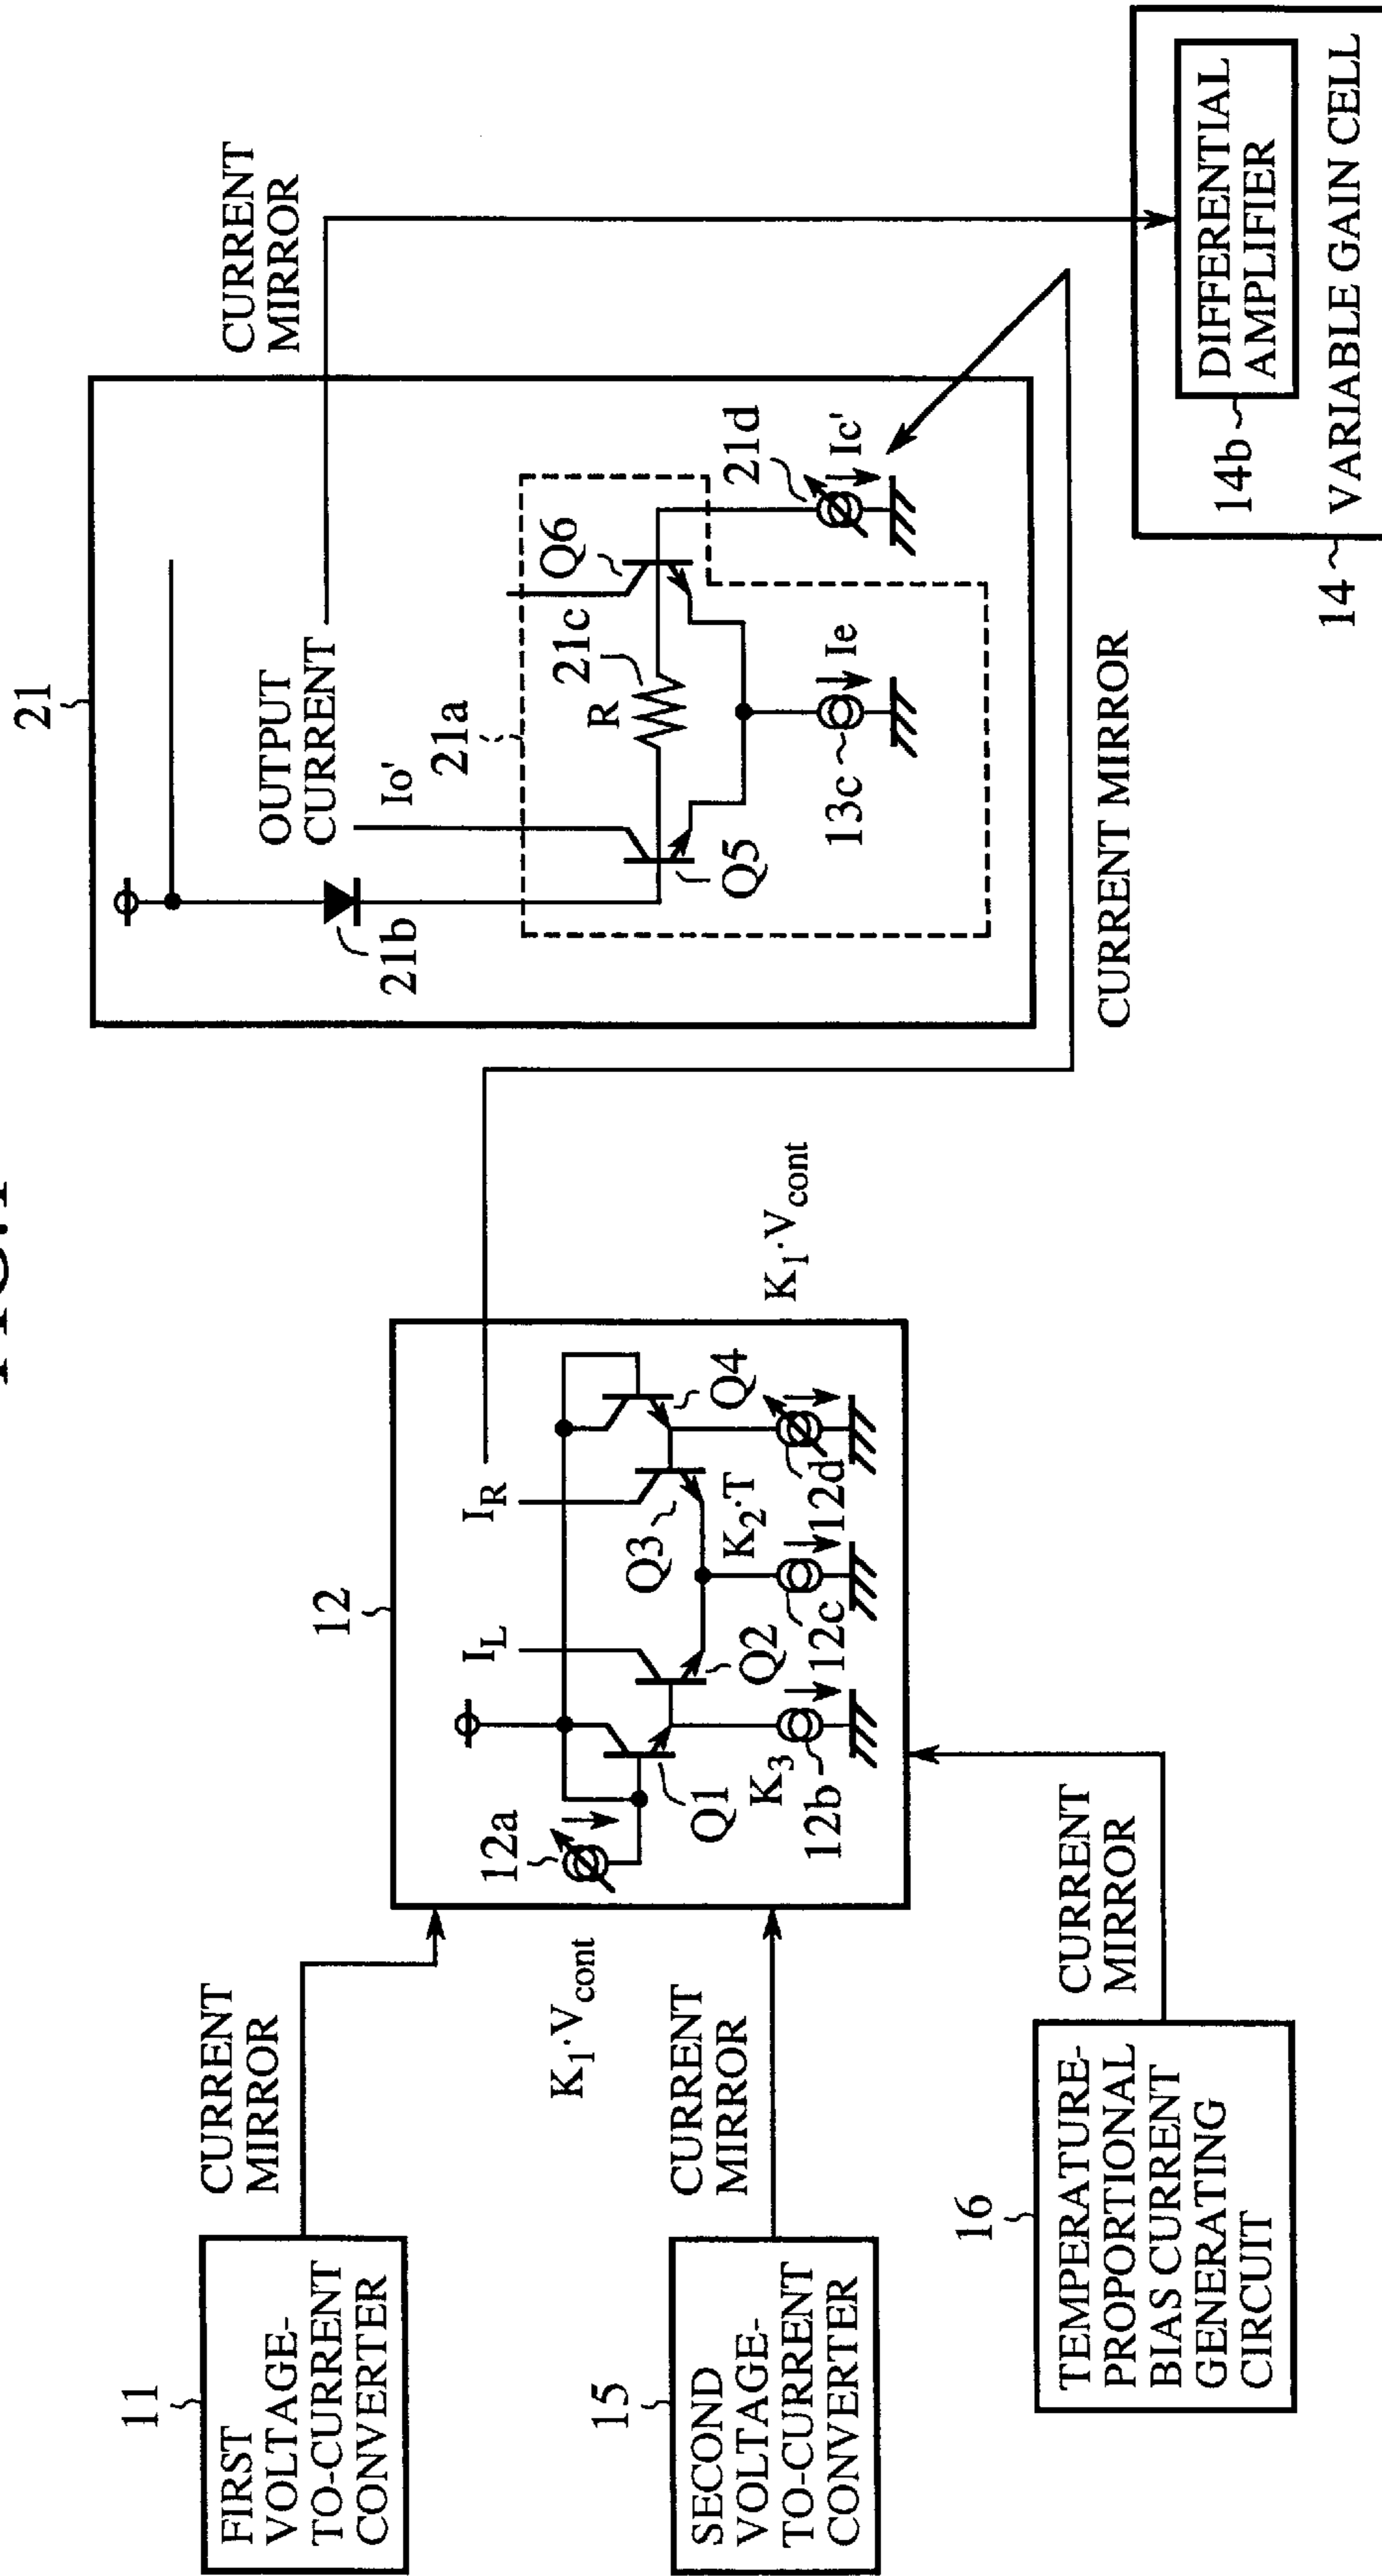 11
FIRST
VOLTAGE-
TO-CURRENT
CONVERTER
CURRENT
MIRROR
15
SECOND
VOLTAGE-
TO-CURRENT
CONVERTER
CURRENT
MIRROR
16
TEMPERATURE-
PROPORTIONAL
BIAS CURRENT
GENERATING
CIRCUIT
CURRENT
MIRROR
K1·Vcont
12
12a
IL
IR
Q1
Q2
Q3
Q4
K3
K2·T
12b
12c
12d
K1·Vcont
21
OUTPUT
CURRENT
Io'
21b
21a
R
21c
Q5
Q6
13c
Ie
21d
Ic'
CURRENT
MIRROR
CURRENT MIRROR
DIFFERENTIAL
AMPLIFIER
14b
14
VARIABLE GAIN CELL